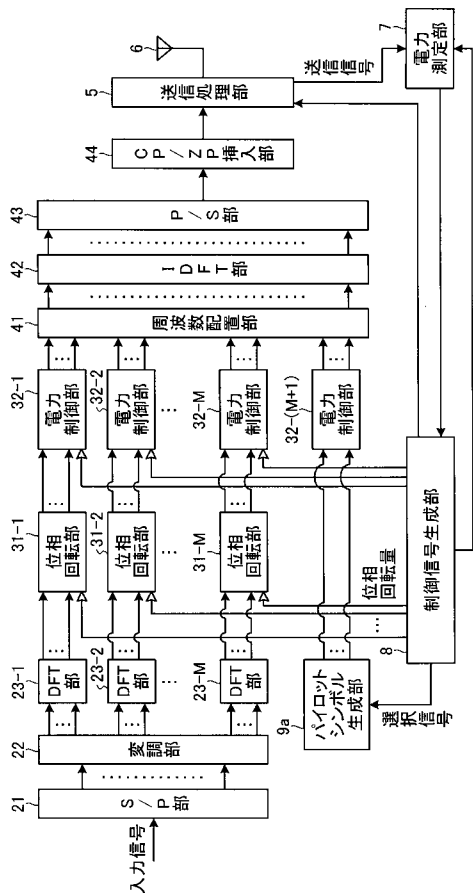 入力信号
21
S/P部
22
変調部
23-1
DFT部
23-2
DFT部
23-M
DFT部
31-1
位相
回転部
31-2
位相
回転部
31-M
位相
回転部
32-1
電力
制御部
32-2
電力
制御部
32-M
電力
制御部
32-(M+1)
電力
制御部
41
周波数配置部
42
IDFT部
43
P/S部
44
CP/ZP挿入部
5
送信処理部
6
送信信号
7
電力
測定部
8
制御信号生成部
位相
回転量
選択信号
9a
パイロット
シンボル
生成部